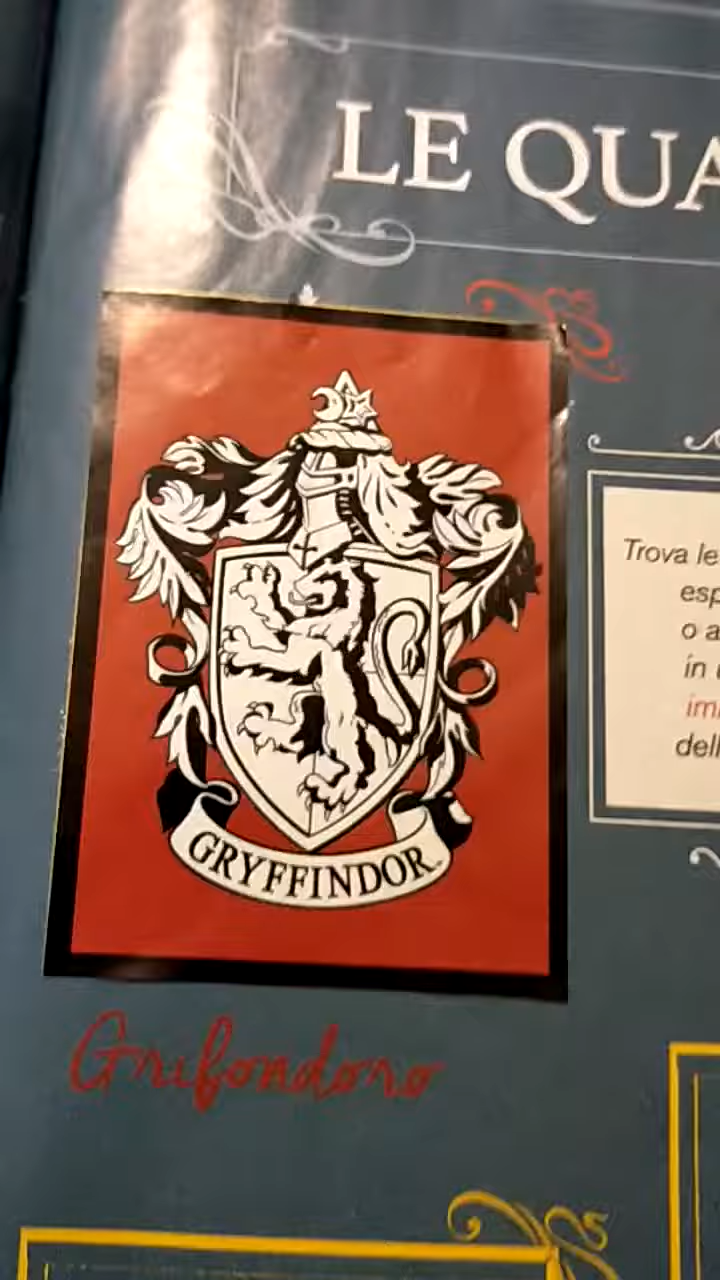 LE QUA
Trova le
esp
o a
in
im
dell
GRYFFINDOR
Grifondoro